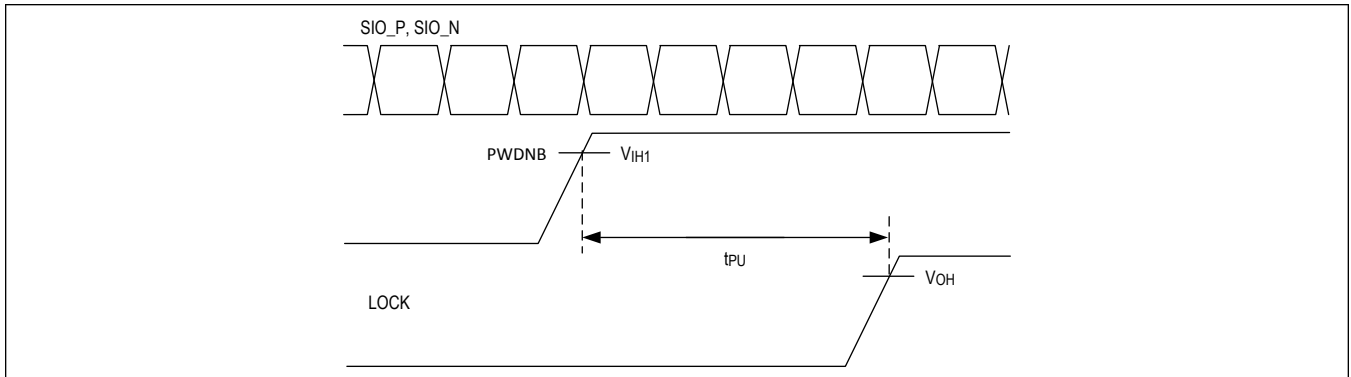 SIO_P, SIO_N
PWDNB
VIH1
tPU
VOH
LOCK